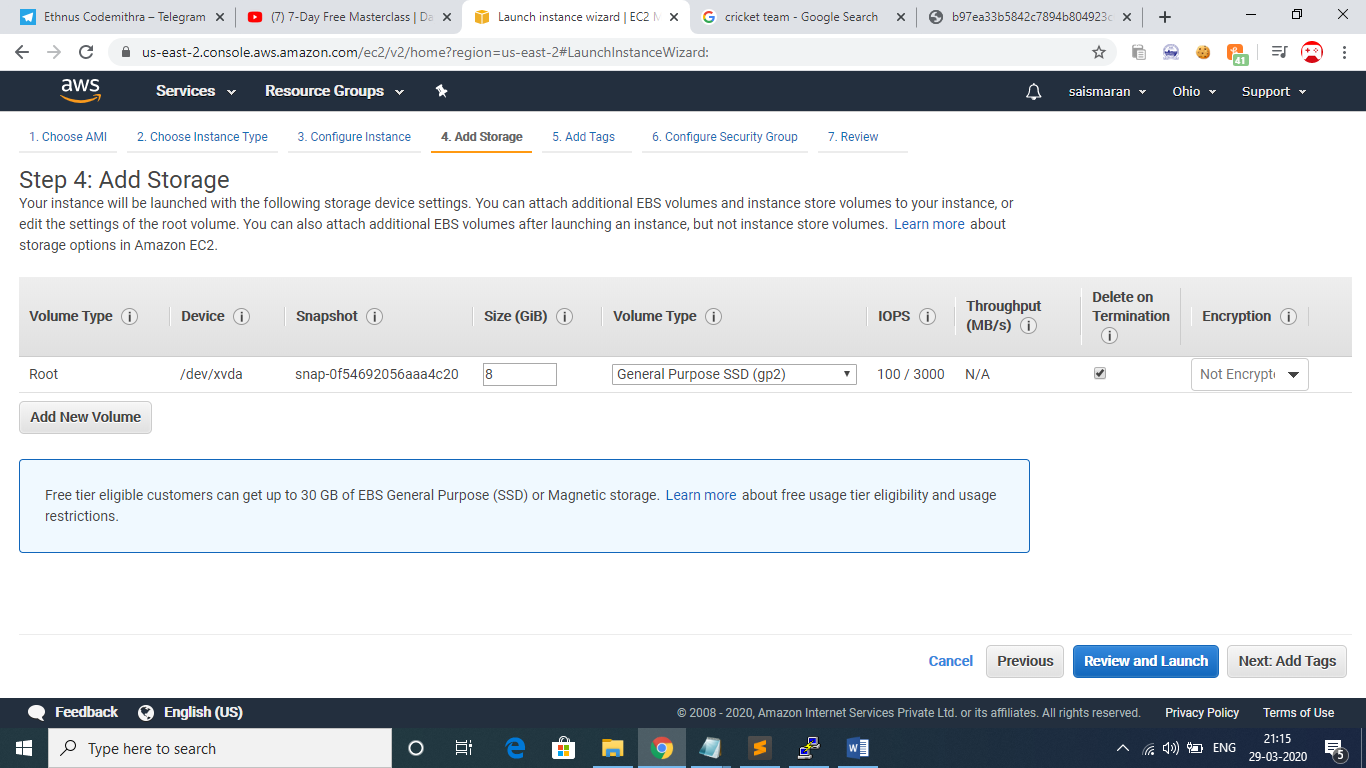 Ethnus Codemithra – Telegram
(7) 7-Day Free Masterclass | Da
Launch instance wizard | EC2 M
cricket team - Google Search
b97ea33b5842c7894b804923c
us-east-2.console.aws.amazon.com/ec2/v2/home?region=us-east-2#LaunchInstanceWizard:
41
aws
Services
Resource Groups
saismaran
Ohio
Support
1. Choose AMI
2. Choose Instance Type
3. Configure Instance
4. Add Storage
5. Add Tags
6. Configure Security Group
7. Review
Step 4: Add Storage
Your instance will be launched with the following storage device settings. You can attach additional EBS volumes and instance store volumes to your instance, or
edit the settings of the root volume. You can also attach additional EBS volumes after launching an instance, but not instance store volumes. Learn more about
storage options in Amazon EC2.
Volume Type
Device
Snapshot
Size (GiB)
Volume Type
IOPS
Throughput
(MB/s)
Delete on
Termination
Encryption
Root
/dev/xvda
snap-0f54692056aaa4c20
8
General Purpose SSD (gp2)
100 / 3000
N/A
Not Encrypt
Add New Volume
Free tier eligible customers can get up to 30 GB of EBS General Purpose (SSD) or Magnetic storage. Learn more about free usage tier eligibility and usage
restrictions.
Cancel
Previous
Review and Launch
Next: Add Tags
Feedback
English (US)
© 2008 - 2020, Amazon Internet Services Private Ltd. or its affiliates. All rights reserved.
Privacy Policy
Terms of Use
Type here to search
ENG
21:15
29-03-2020
5